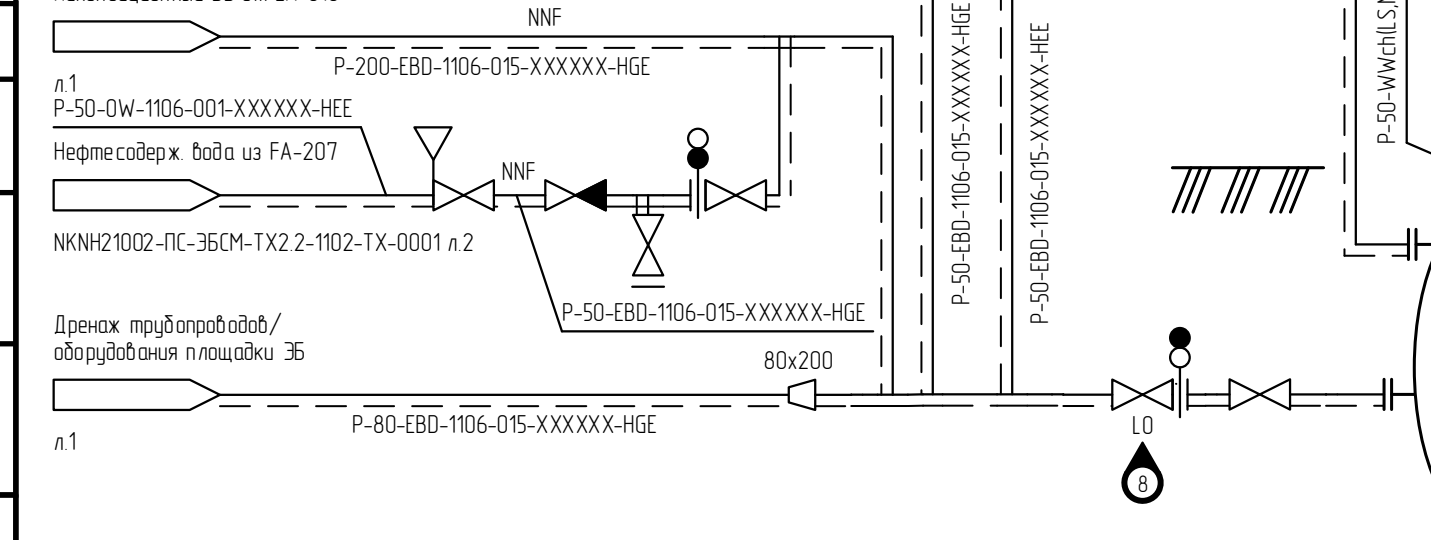 NNF
P-200-EBD-1106-015-XXXXXX-HGE
л.1
P-50-OW-1106-001-XXXXXX-HEE
Нефтесодерж. вода из FA-207
NNF
NKNH21002-ПС-ЭБСМ-ТХ2.2-1102-ТХ-0001 л.2
P-50-EBD-1106-015-XXXXXX-HGE
Дренаж трубопроводов/
оборудования площадки ЭБ
80x200
P-80-EBD-1106-015-XXXXXX-HGE
л.1
P-50-EBD-1106-015-XXXXXX-HGE
P-50-EBD-1106-015-XXXXXX-HEE
P-50-WWch(LS,
LO
8